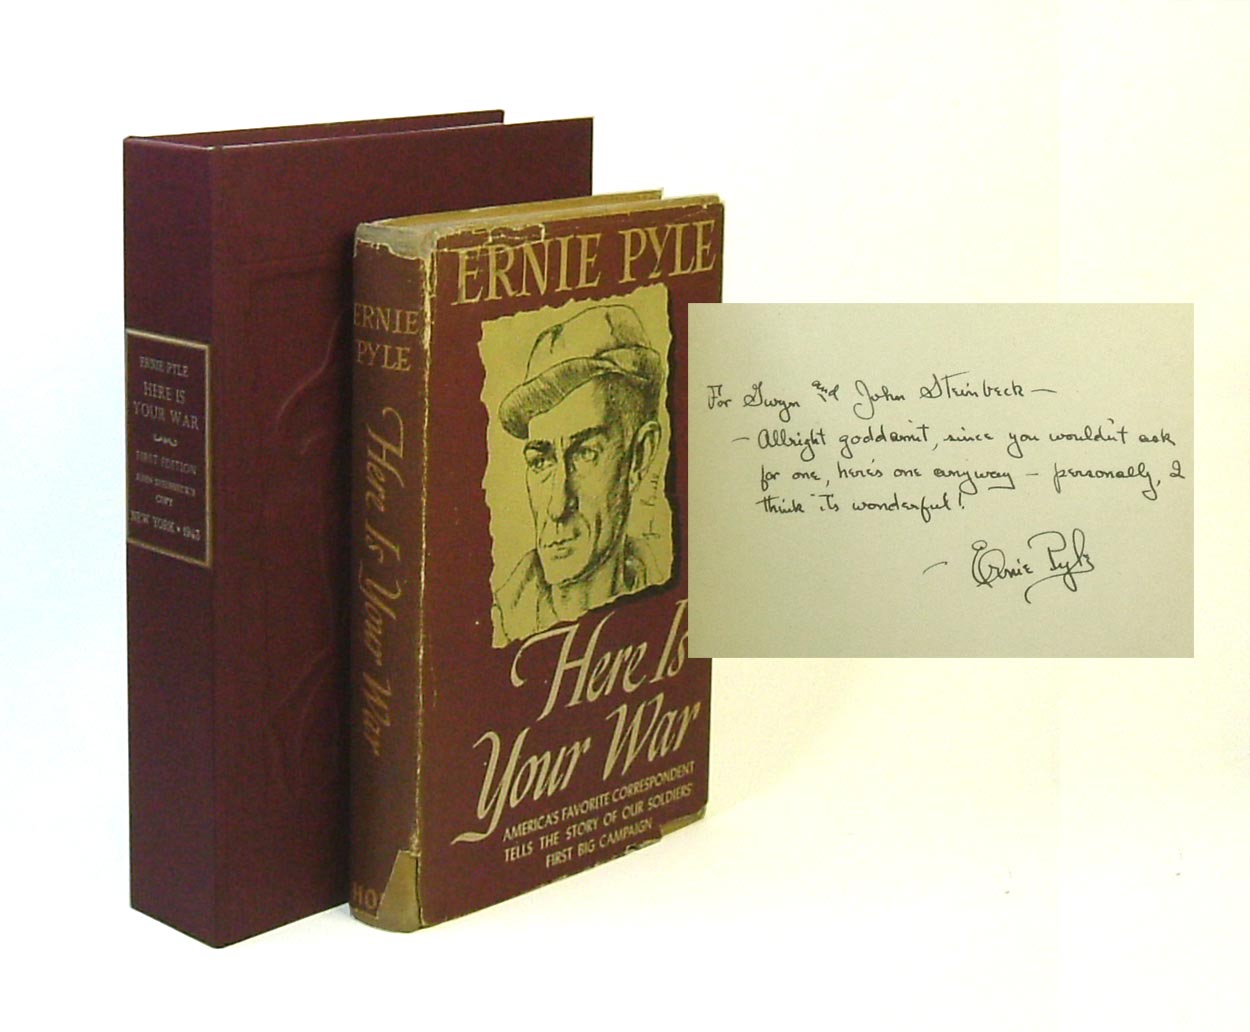 ERNIE PYLE
HERE IS
YOUR WAR
FIRST EDITION
JOHN STEINBECK'S
COPY
NEW YORK • 1943
ERNIE
PYLE
Here Is Your War
HO
ERNIE PYLE
Here Is
Your War
AMERICA'S FAVORITE CORRESPONDENT
TELLS THE STORY OF OUR SOLDIERS'
FIRST BIG CAMPAIGN
For Gwyn and John Steinbeck —
— Allright goddamit, since you wouldn't ask
for one, here's one anyway — personally, I
think its wonderful!
— Ernie Pyle